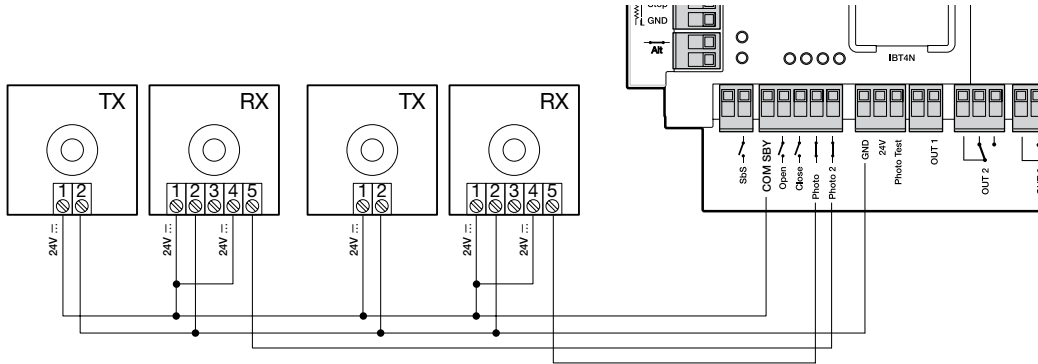 Stop
GND
Alt
IBT4N
TX
RX
TX
RX
1 2
1 2 3 4 5
1 2
1 2 3 4 5
24V
24V
24V
24V
24V
24V
SbS
COM SBY
Open
Close
Photo
Photo 2
GND
24V
Photo Test
OUT 1
OUT 2